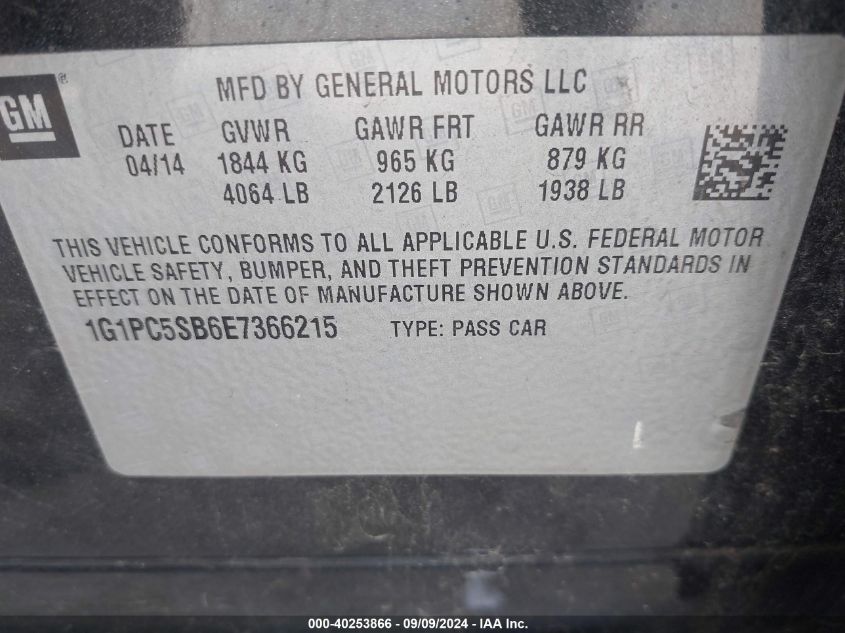 MFD BY GENERAL MOTORS LLC
GM ®
DATE GVWR GAWR FRT GAWR RR
04/14 1844 KG 965 KG 879 KG
4064 LB 2126 LB 1938 LB
THIS VEHICLE CONFORMS TO ALL APPLICABLE U.S. FEDERAL MOTOR
VEHICLE SAFETY, BUMPER, AND THEFT PREVENTION STANDARDS IN
EFFECT ON THE DATE OF MANUFACTURE SHOWN ABOVE.
1G1PC5SB6E7366215 TYPE: PASS CAR
000-40253866 - 09/09/2024 - IAA Inc.